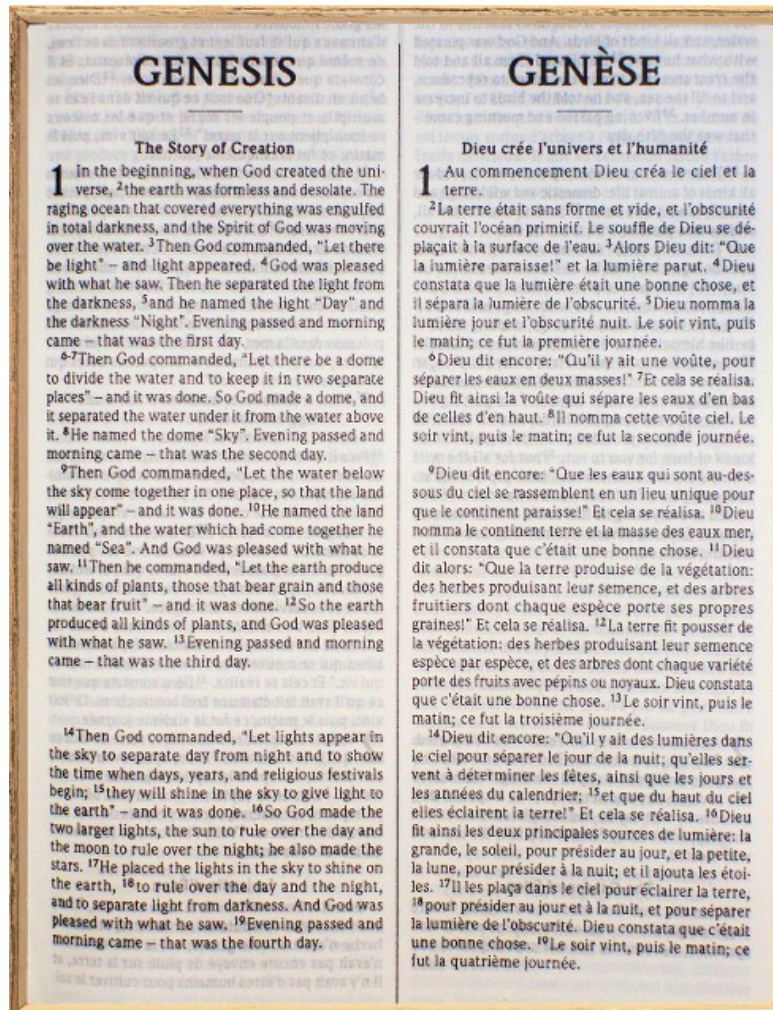 GENESIS
The Story of Creation
1 In the beginning, when God created the uni-
verse, ²the earth was formless and desolate. The
raging ocean that covered everything was engulfed
in total darkness, and the Spirit of God was moving
over the water. ³Then God commanded, “Let there
be light” – and light appeared. ⁴God was pleased
with what he saw. Then he separated the light from
the darkness, ⁵and he named the light “Day” and
the darkness “Night”. Evening passed and morning
came – that was the first day.
⁶⁻⁷Then God commanded, “Let there be a dome
to divide the water and to keep it in two separate
places” – and it was done. So God made a dome, and
it separated the water under it from the water above
it. ⁸He named the dome “Sky”. Evening passed and
morning came – that was the second day.
⁹Then God commanded, “Let the water below
the sky come together in one place, so that the land
will appear” – and it was done. ¹⁰He named the land
“Earth”, and the water which had come together he
named “Sea”. And God was pleased with what he
saw. ¹¹Then he commanded, “Let the earth produce
all kinds of plants, those that bear grain and those
that bear fruit” – and it was done. ¹²So the earth
produced all kinds of plants, and God was pleased
with what he saw. ¹³Evening passed and morning
came – that was the third day.
¹⁴Then God commanded, “Let lights appear in
the sky to separate day from night and to show
the time when days, years, and religious festivals
begin; ¹⁵they will shine in the sky to give light to
the earth” – and it was done. ¹⁶So God made the
two larger lights, the sun to rule over the day and
the moon to rule over the night; he also made the
stars. ¹⁷He placed the lights in the sky to shine on
the earth, ¹⁸to rule over the day and the night,
and to separate light from darkness. And God was
pleased with what he saw. ¹⁹Evening passed and
morning came – that was the fourth day.
GENÈSE
Dieu crée l'univers et l'humanité
1 Au commencement Dieu créa le ciel et la
terre.
²La terre était sans forme et vide, et l'obscurité
couvrait l'océan primitif. Le souffle de Dieu se dé-
plaçait à la surface de l'eau. ³Alors Dieu dit: “Que
la lumière paraisse!” et la lumière parut. ⁴Dieu
constata que la lumière était une bonne chose, et
il sépara la lumière de l'obscurité. ⁵Dieu nomma la
lumière jour et l'obscurité nuit. Le soir vint, puis
le matin; ce fut la première journée.
⁶Dieu dit encore: “Qu'il y ait une voûte, pour
séparer les eaux en deux masses!” ⁷Et cela se réalisa.
Dieu fit ainsi la voûte qui sépare les eaux d'en bas
de celles d'en haut. ⁸Il nomma cette voûte ciel. Le
soir vint, puis le matin; ce fut la seconde journée.
⁹Dieu dit encore: “Que les eaux qui sont au-des-
sous du ciel se rassemblent en un lieu unique pour
que le continent paraisse!” Et cela se réalisa. ¹⁰Dieu
nomma le continent terre et la masse des eaux mer,
et il constata que c'était une bonne chose. ¹¹Dieu
dit alors: “Que la terre produise de la végétation:
des herbes produisant leur semence, et des arbres
fruitiers dont chaque espèce porte ses propres
graines!” Et cela se réalisa. ¹²La terre fit pousser de
la végétation: des herbes produisant leur semence
espèce par espèce, et des arbres dont chaque variété
porte des fruits avec pépins ou noyaux. Dieu constata
que c'était une bonne chose. ¹³Le soir vint, puis le
matin; ce fut la troisième journée.
¹⁴Dieu dit encore: “Qu'il y ait des lumières dans
le ciel pour séparer le jour de la nuit; qu'elles ser-
vent à déterminer les fêtes, ainsi que les jours et
les années du calendrier; ¹⁵et que du haut du ciel
elles éclairent la terre!” Et cela se réalisa. ¹⁶Dieu
fit ainsi les deux principales sources de lumière: la
grande, le soleil, pour présider au jour, et la petite,
la lune, pour présider à la nuit; et il ajouta les étoi-
les. ¹⁷Il les plaça dans le ciel pour éclairer la terre,
¹⁸pour présider au jour et à la nuit, et pour séparer
la lumière de l'obscurité. Dieu constata que c'était
une bonne chose. ¹⁹Le soir vint, puis le matin; ce
fut la quatrième journée.